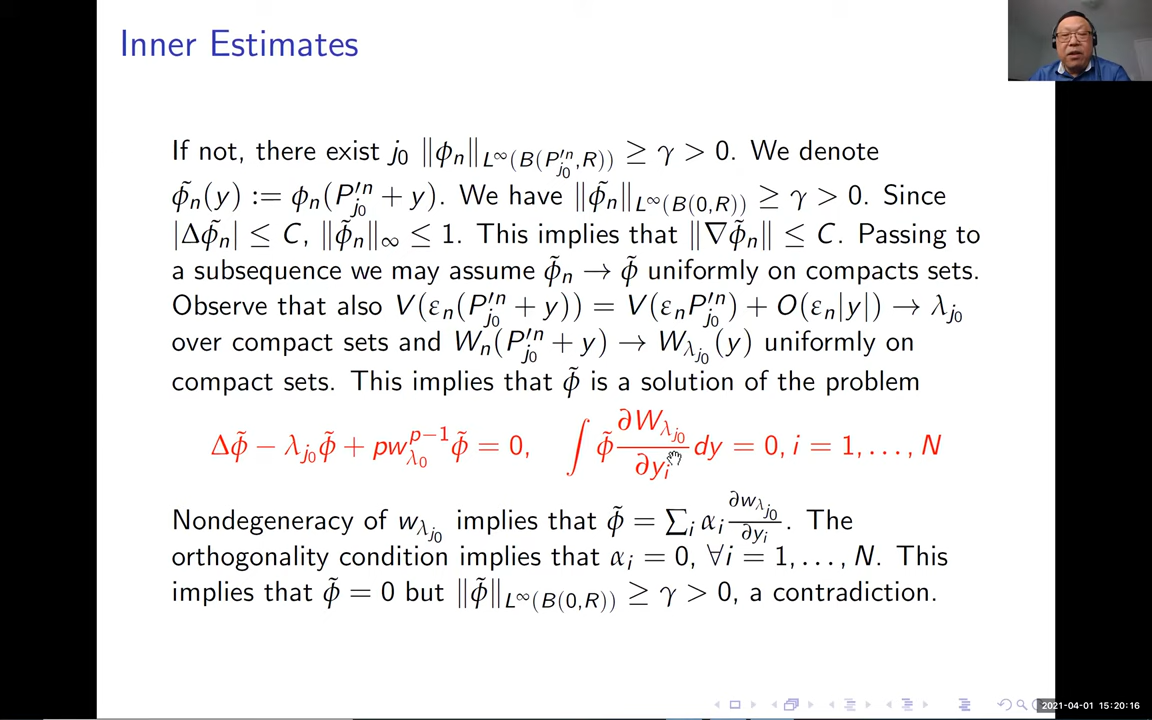 Inner Estimates
If not, there exist j₀ ‖ϕₙ‖_{L^∞(B(P'^n_{j₀},R))} ≥ γ > 0. We denote
ϕ̃ₙ(y) := ϕₙ(P'^n_{j₀} + y). We have ‖ϕ̃ₙ‖_{L^∞(B(0,R))} ≥ γ > 0. Since
|Δϕ̃ₙ| ≤ C, ‖ϕ̃ₙ‖_∞ ≤ 1. This implies that ‖∇ϕ̃ₙ‖ ≤ C. Passing to
a subsequence we may assume ϕ̃ₙ → ϕ̃ uniformly on compacts sets.
Observe that also V(εₙ(P'^n_{j₀} + y)) = V(εₙP'^n_{j₀}) + O(εₙ|y|) → λ_{j₀}
over compact sets and Wₙ(P'^n_{j₀} + y) → W_{λ_{j₀}}(y) uniformly on
compact sets. This implies that ϕ̃ is a solution of the problem
Δϕ̃ − λ_{j₀}ϕ̃ + pw^{p−1}_{λ₀}ϕ̃ = 0, ∫ ϕ̃ ∂W_{λ_{j₀}}/∂yᵢ dy = 0, i = 1, . . . , N
Nondegeneracy of w_{λ_{j₀}} implies that ϕ̃ = ∑ᵢ αᵢ ∂w_{λ_{j₀}}/∂yᵢ. The
orthogonality condition implies that αᵢ = 0, ∀i = 1, . . . , N. This
implies that ϕ̃ = 0 but ‖ϕ̃‖_{L^∞(B(0,R))} ≥ γ > 0, a contradiction.
2021-04-01 15:20:16